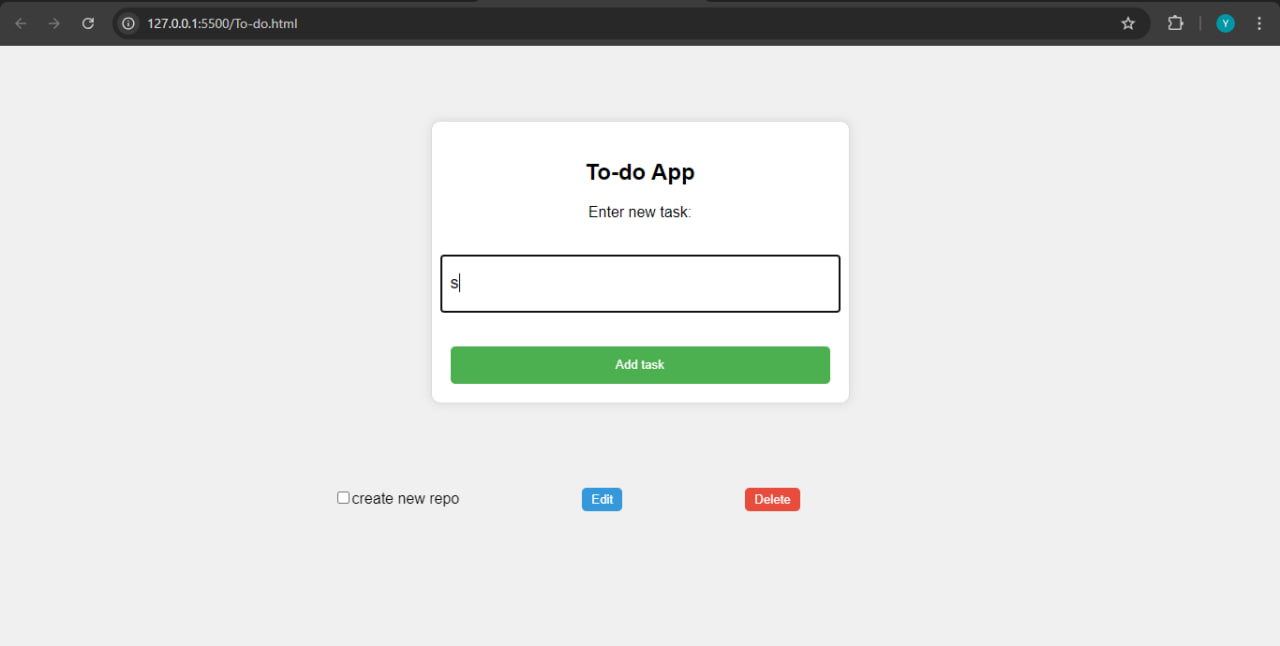 127.0.0.1:5500/To-do.html
Y
To-do App
Enter new task:
s
Add task
create new repo Edit Delete